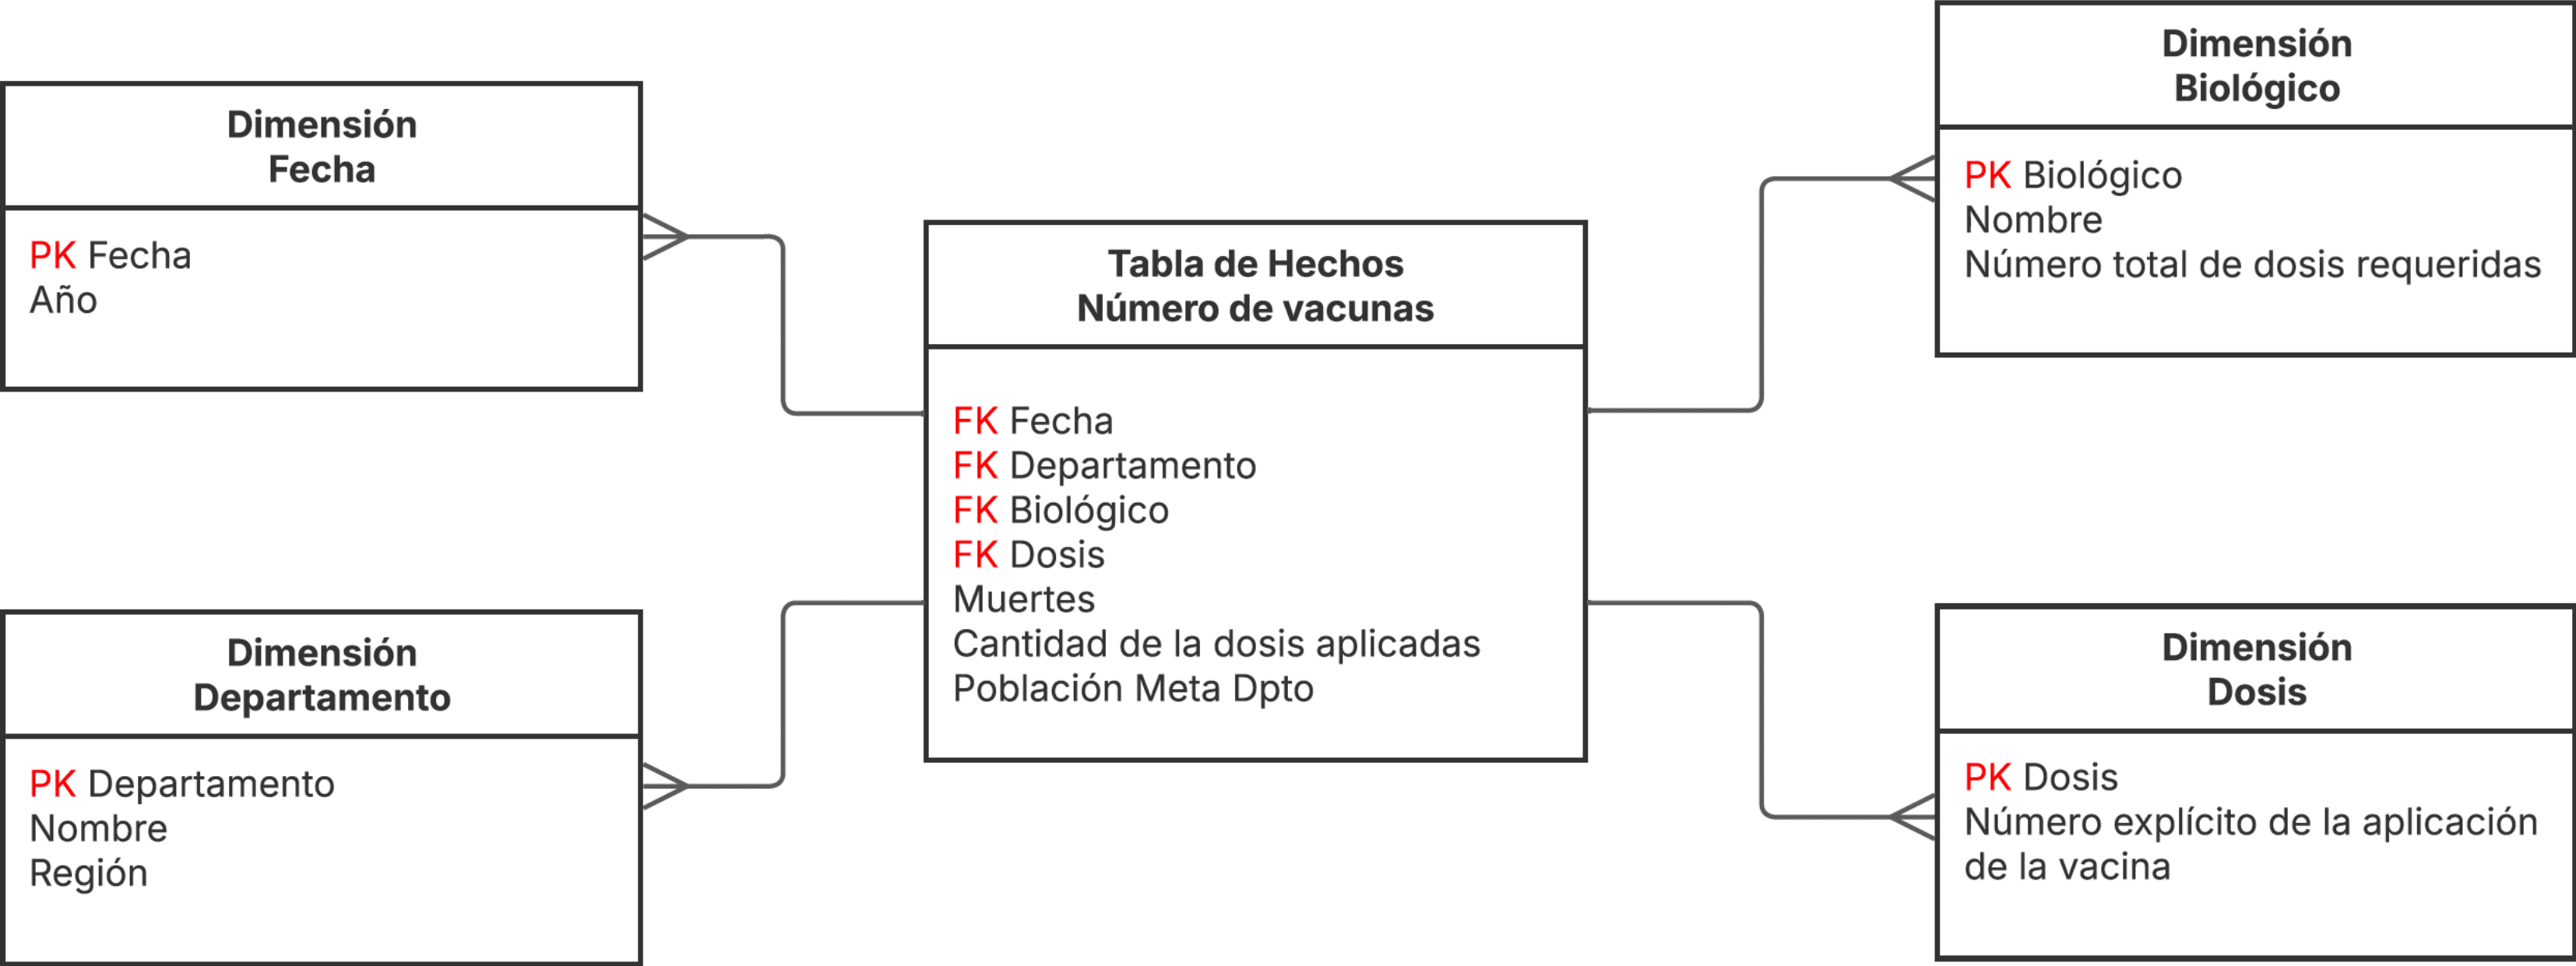 Dimensión
Fecha
PK Fecha
Año
Dimensión
Departamento
PK Departamento
Nombre
Región
Tabla de Hechos
Número de vacunas
FK Fecha
FK Departamento
FK Biológico
FK Dosis
Muertes
Cantidad de la dosis aplicadas
Población Meta Dpto
Dimensión
Biológico
PK Biológico
Nombre
Número total de dosis requeridas
Dimensión
Dosis
PK Dosis
Número explícito de la aplicación
de la vacina